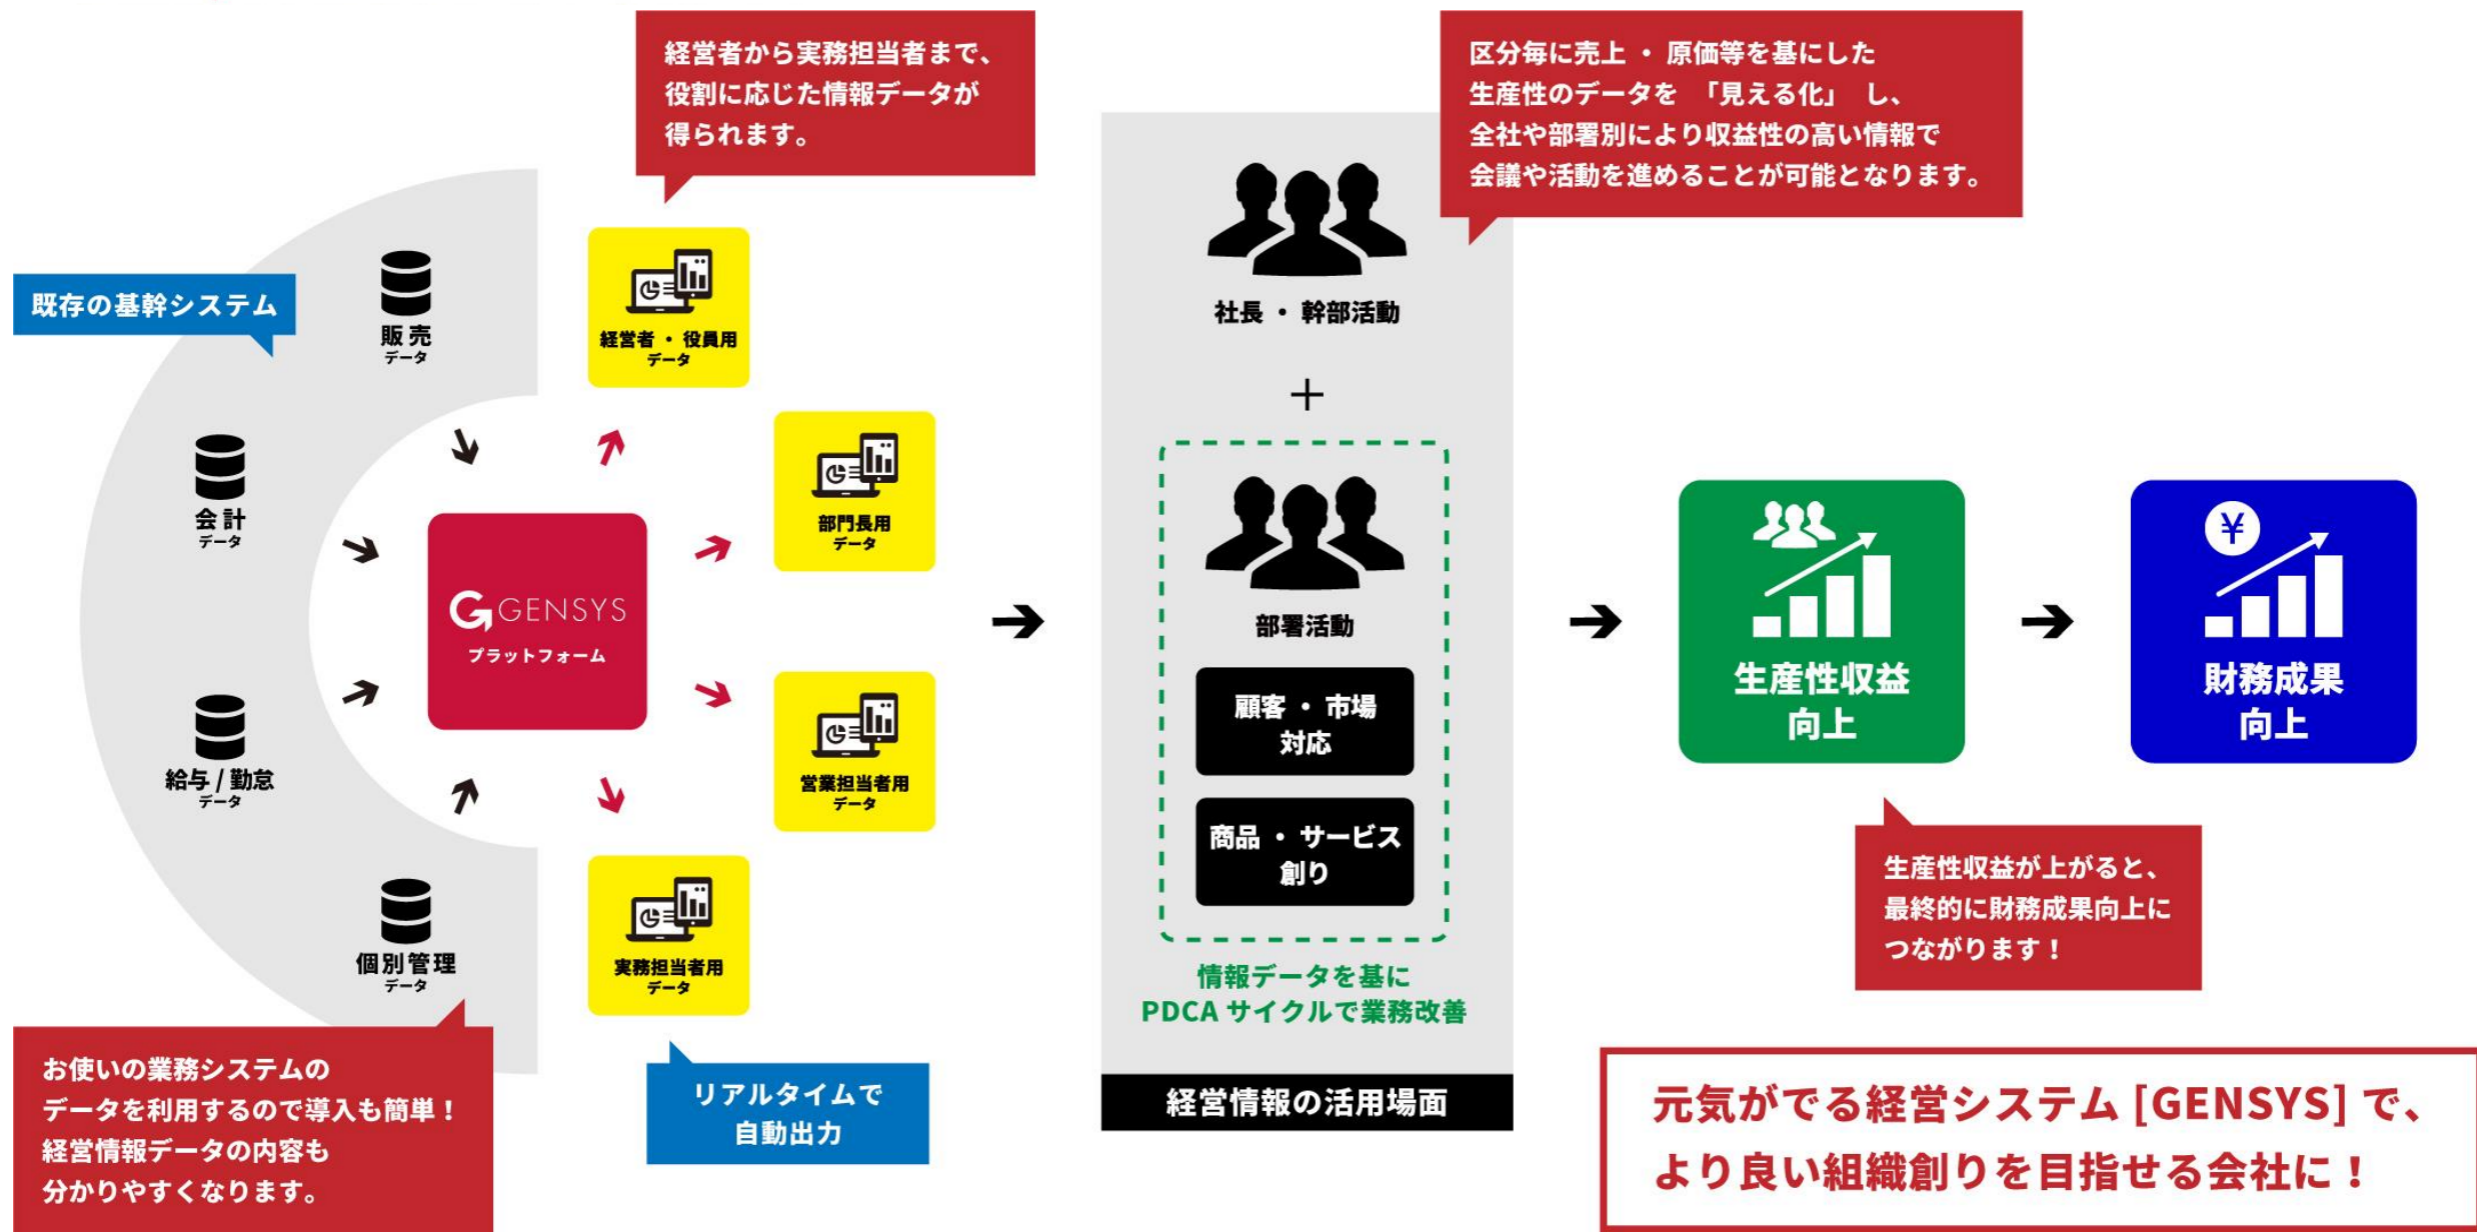 経営者から実務担当者まで、
役割に応じた情報データが
得られます。
区分毎に売上 ・ 原価等を基にした
生産性のデータを 「見える化」 し、
全社や部署別により収益性の高い情報で
会議や活動を進めることが可能となります。
既存の基幹システム
販売
データ
会計
データ
給与 / 勤怠
データ
個別管理
データ
GENSYS
プラットフォーム
経営者 ・ 役員用
データ
部門長用
データ
営業担当者用
データ
実務担当者用
データ
お使いの業務システムの
データを利用するので導入も簡単！
経営情報データの内容も
分かりやすくなります。
リアルタイムで
自動出力
社長 ・ 幹部活動
+
部署活動
顧客 ・ 市場
対応
商品 ・ サービス
創り
情報データを基に
PDCA サイクルで業務改善
経営情報の活用場面
生産性収益
向上
¥
財務成果
向上
生産性収益が上がると、
最終的に財務成果向上に
つながります！
元気がでる経営システム [GENSYS] で、
より良い組織創りを目指せる会社に！